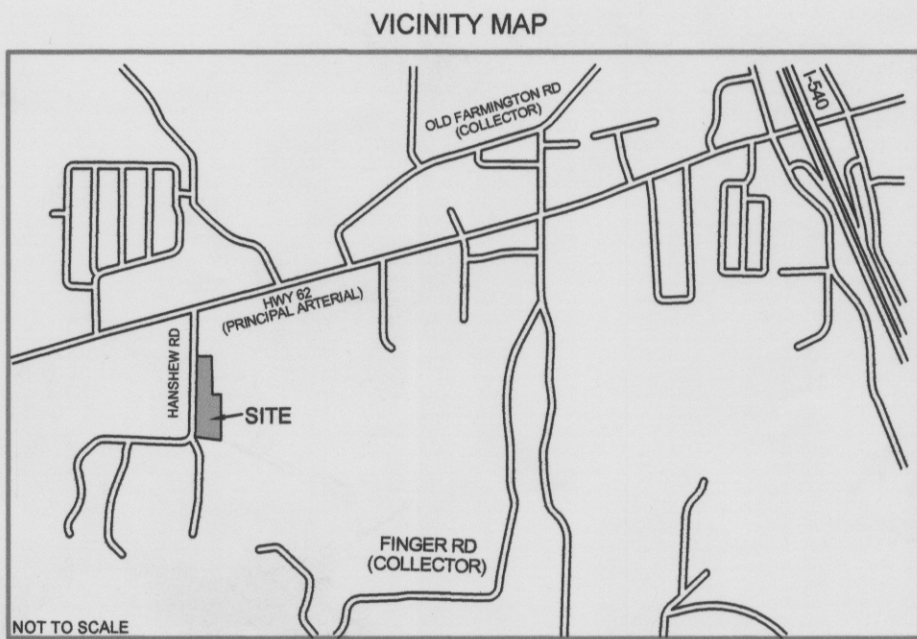 VICINITY MAP
I-540
OLD FARMINGTON RD
(COLLECTOR)
HWY 62
(PRINCIPAL ARTERIAL)
HANSHEW RD
SITE
FINGER RD
(COLLECTOR)
NOT TO SCALE